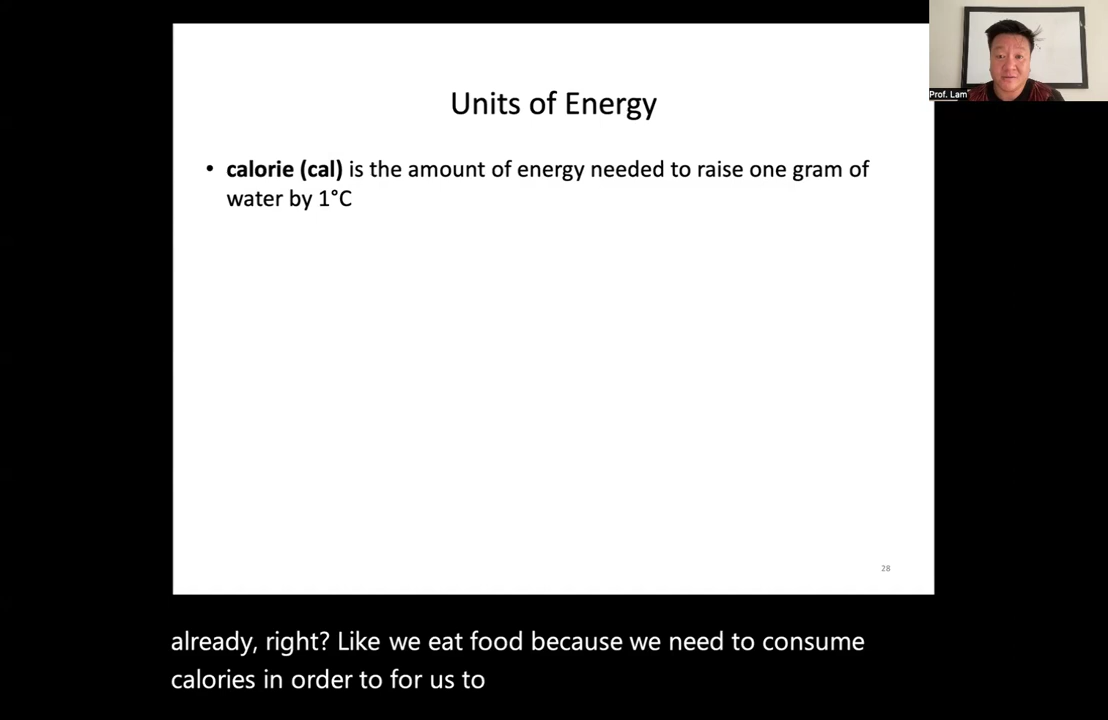 Prof. Lam
Units of Energy
• calorie (cal) is the amount of energy needed to raise one gram of
water by 1°C
28
already, right? Like we eat food because we need to consume
calories in order to for us to